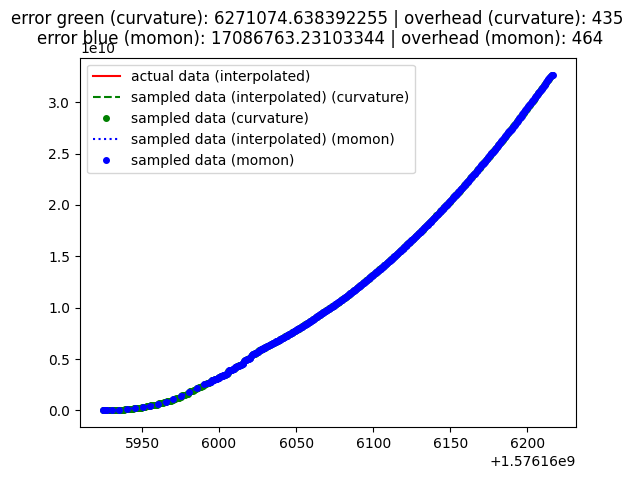 error green (curvature): 6271074.638392255 | overhead (curvature): 435
error blue (momon): 17086763.23103344 | overhead (momon): 464
1e10
actual data (interpolated)
sampled data (interpolated) (curvature)
sampled data (curvature)
sampled data (interpolated) (momon)
sampled data (momon)
3.0
2.5
2.0
1.5
1.0
0.5
0.0
5950 6000 6050 6100 6150 6200
+1.57616e9